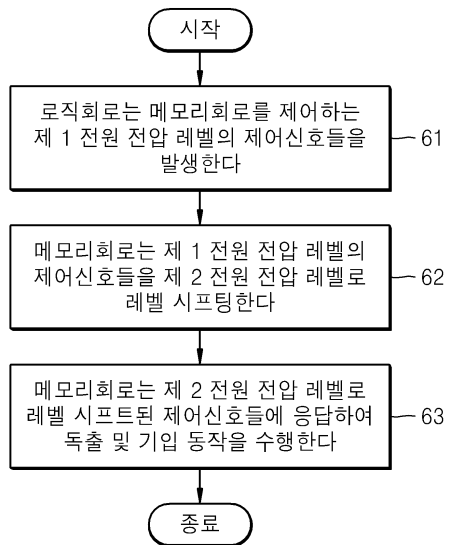 시작
로직회로는 메모리회로를 제어하는
제 1 전원 전압 레벨의 제어신호들을
발생한다
61
메모리회로는 제 1 전원 전압 레벨의
제어신호들을 제 2 전원 전압 레벨로
레벨 시프팅한다
62
메모리회로는 제 2 전원 전압 레벨로
레벨 시프트된 제어신호들에 응답하여
독출 및 기입 동작을 수행한다
63
종료